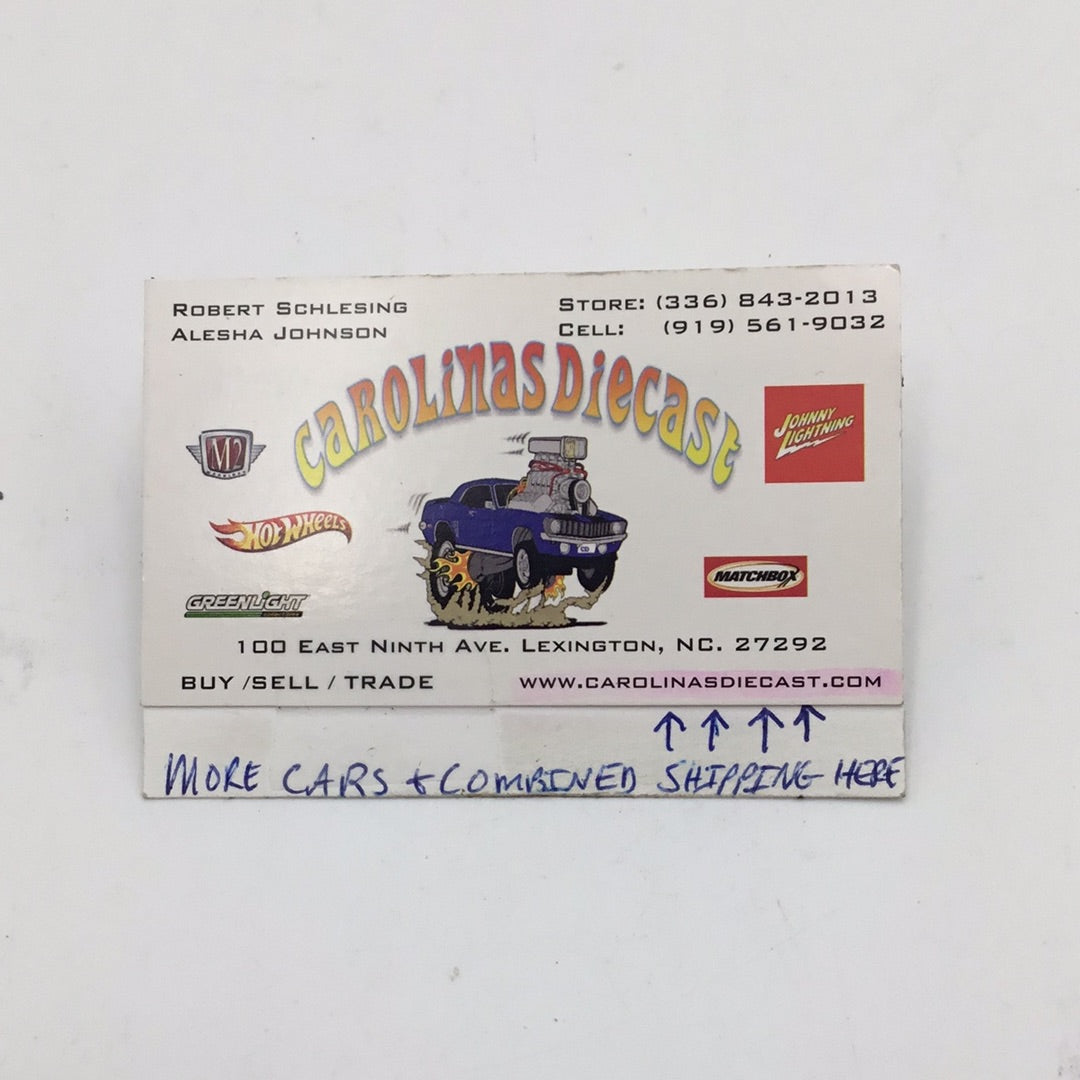 ROBERT SCHLESING
ALESHA JOHNSON
STORE: (336) 843-2013
CELL: (919) 561-9032
CAROLINAS DIECAST
M2
HOT WHEELS
GREENLIGHT
JOHNNY LIGHTNING
MATCHBOX
100 EAST NINTH AVE. LEXINGTON, NC. 27292
BUY /SELL / TRADE
WWW.CAROLINASDIECAST.COM
↑ ↑ ↑ ↑
MORE CARS + COMBINED SHIPPING HERE